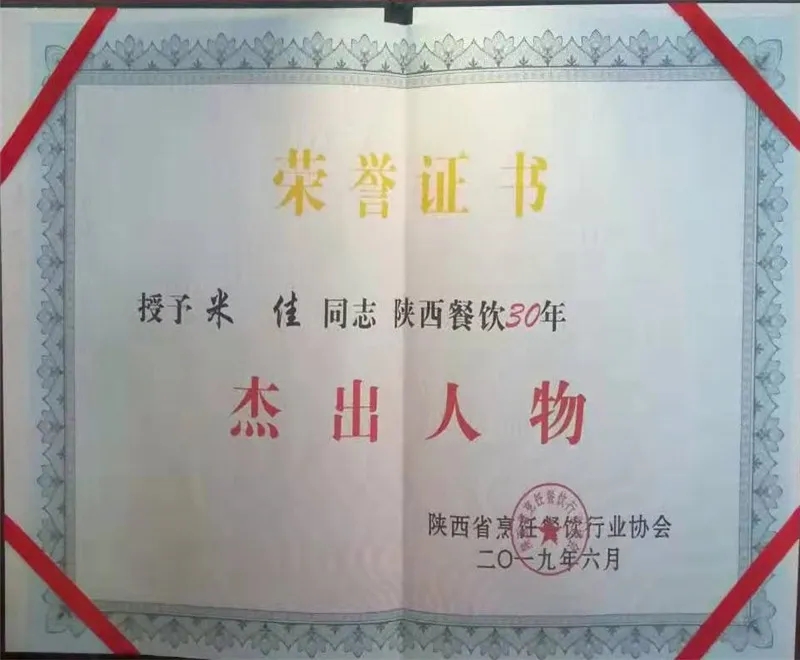 荣誉证书
授予米 佳 同志 陕西餐饮30年
杰出人物
陕西省烹饪餐饮行业协会
二〇一九年六月